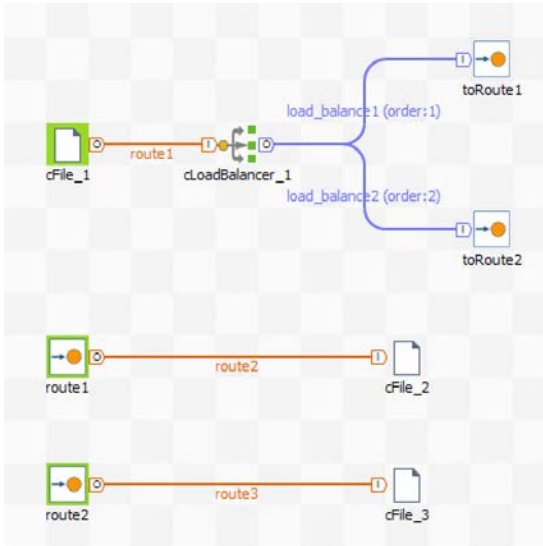 toRoute1
load_balance1 (order:1)
route1
cFile_1
cLoadBalancer_1
load_balance2 (order:2)
toRoute2
route2
route1
cFile_2
route3
route2
cFile_3